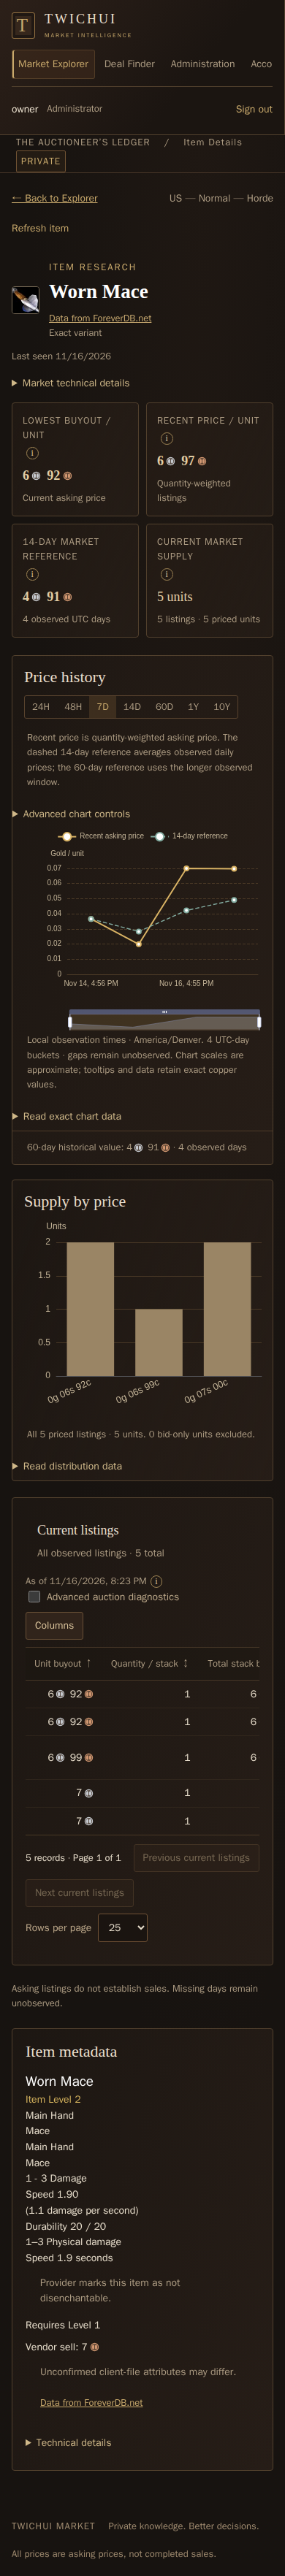 T
TWICHUI
MARKET INTELLIGENCE
Market Explorer Deal Finder Administration Acco
owner Administrator Sign out
THE AUCTIONEER'S LEDGER / Item Details
PRIVATE
← Back to Explorer US — Normal — Horde
Refresh item
ITEM RESEARCH
Worn Mace
Data from ForeverDB.net
Exact variant
Last seen 11/16/2026
▶ Market technical details
LOWEST BUYOUT /
UNIT
i
6 92
Current asking price
RECENT PRICE / UNIT
i
6 97
Quantity-weighted
listings
14-DAY MARKET
REFERENCE
i
4 91
4 observed UTC days
CURRENT MARKET
SUPPLY
i
5 units
5 listings · 5 priced units
Price history
24H 48H 7D 14D 60D 1Y 10Y
Recent price is quantity-weighted asking price. The
dashed 14-day reference averages observed daily
prices; the 60-day reference uses the longer observed
window.
▶ Advanced chart controls
Recent asking price 14-day reference
Gold / unit
0.07
0.06
0.05
0.04
0.03
0.02
0.01
0
Nov 14, 4:56 PM Nov 16, 4:55 PM
Local observation times · America/Denver. 4 UTC-day
buckets · gaps remain unobserved. Chart scales are
approximate; tooltips and data retain exact copper
values.
▶ Read exact chart data
60-day historical value: 4 91 · 4 observed days
Supply by price
Units
2
1.5
1
0.5
0
0g 06s 92c 0g 06s 99c 0g 07s 00c
All 5 priced listings · 5 units. 0 bid-only units excluded.
▶ Read distribution data
Current listings
All observed listings · 5 total
As of 11/16/2026, 8:23 PM i
Advanced auction diagnostics
Columns
Unit buyout ↑ Quantity / stack ↕ Total stack b
6 92 1 6
6 92 1 6
6 99 1 6
7 1
7 1
5 records · Page 1 of 1 Previous current listings
Next current listings
Rows per page 25
Asking listings do not establish sales. Missing days remain
unobserved.
Item metadata
Worn Mace
Item Level 2
Main Hand
Mace
Main Hand
Mace
1 - 3 Damage
Speed 1.90
(1.1 damage per second)
Durability 20 / 20
1–3 Physical damage
Speed 1.9 seconds
Provider marks this item as not
disenchantable.
Requires Level 1
Vendor sell: 7
Unconfirmed client-file attributes may differ.
Data from ForeverDB.net
▶ Technical details
TWICHUI MARKET Private knowledge. Better decisions.
All prices are asking prices, not completed sales.